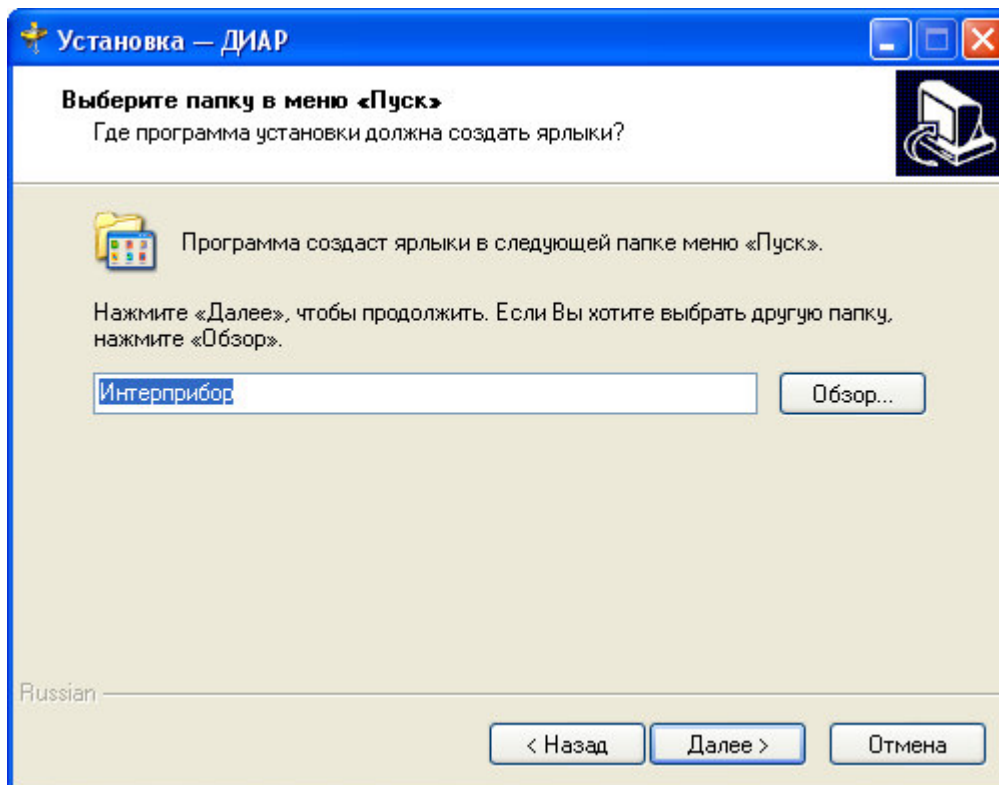 Установка — ДИАР
Выберите папку в меню «Пуск»
Где программа установки должна создать ярлыки?
Программа создаст ярлыки в следующей папке меню «Пуск».
Нажмите «Далее», чтобы продолжить. Если Вы хотите выбрать другую папку,
нажмите «Обзор».
Интерприбор
Обзор...
Russian
< Назад
Далее >
Отмена